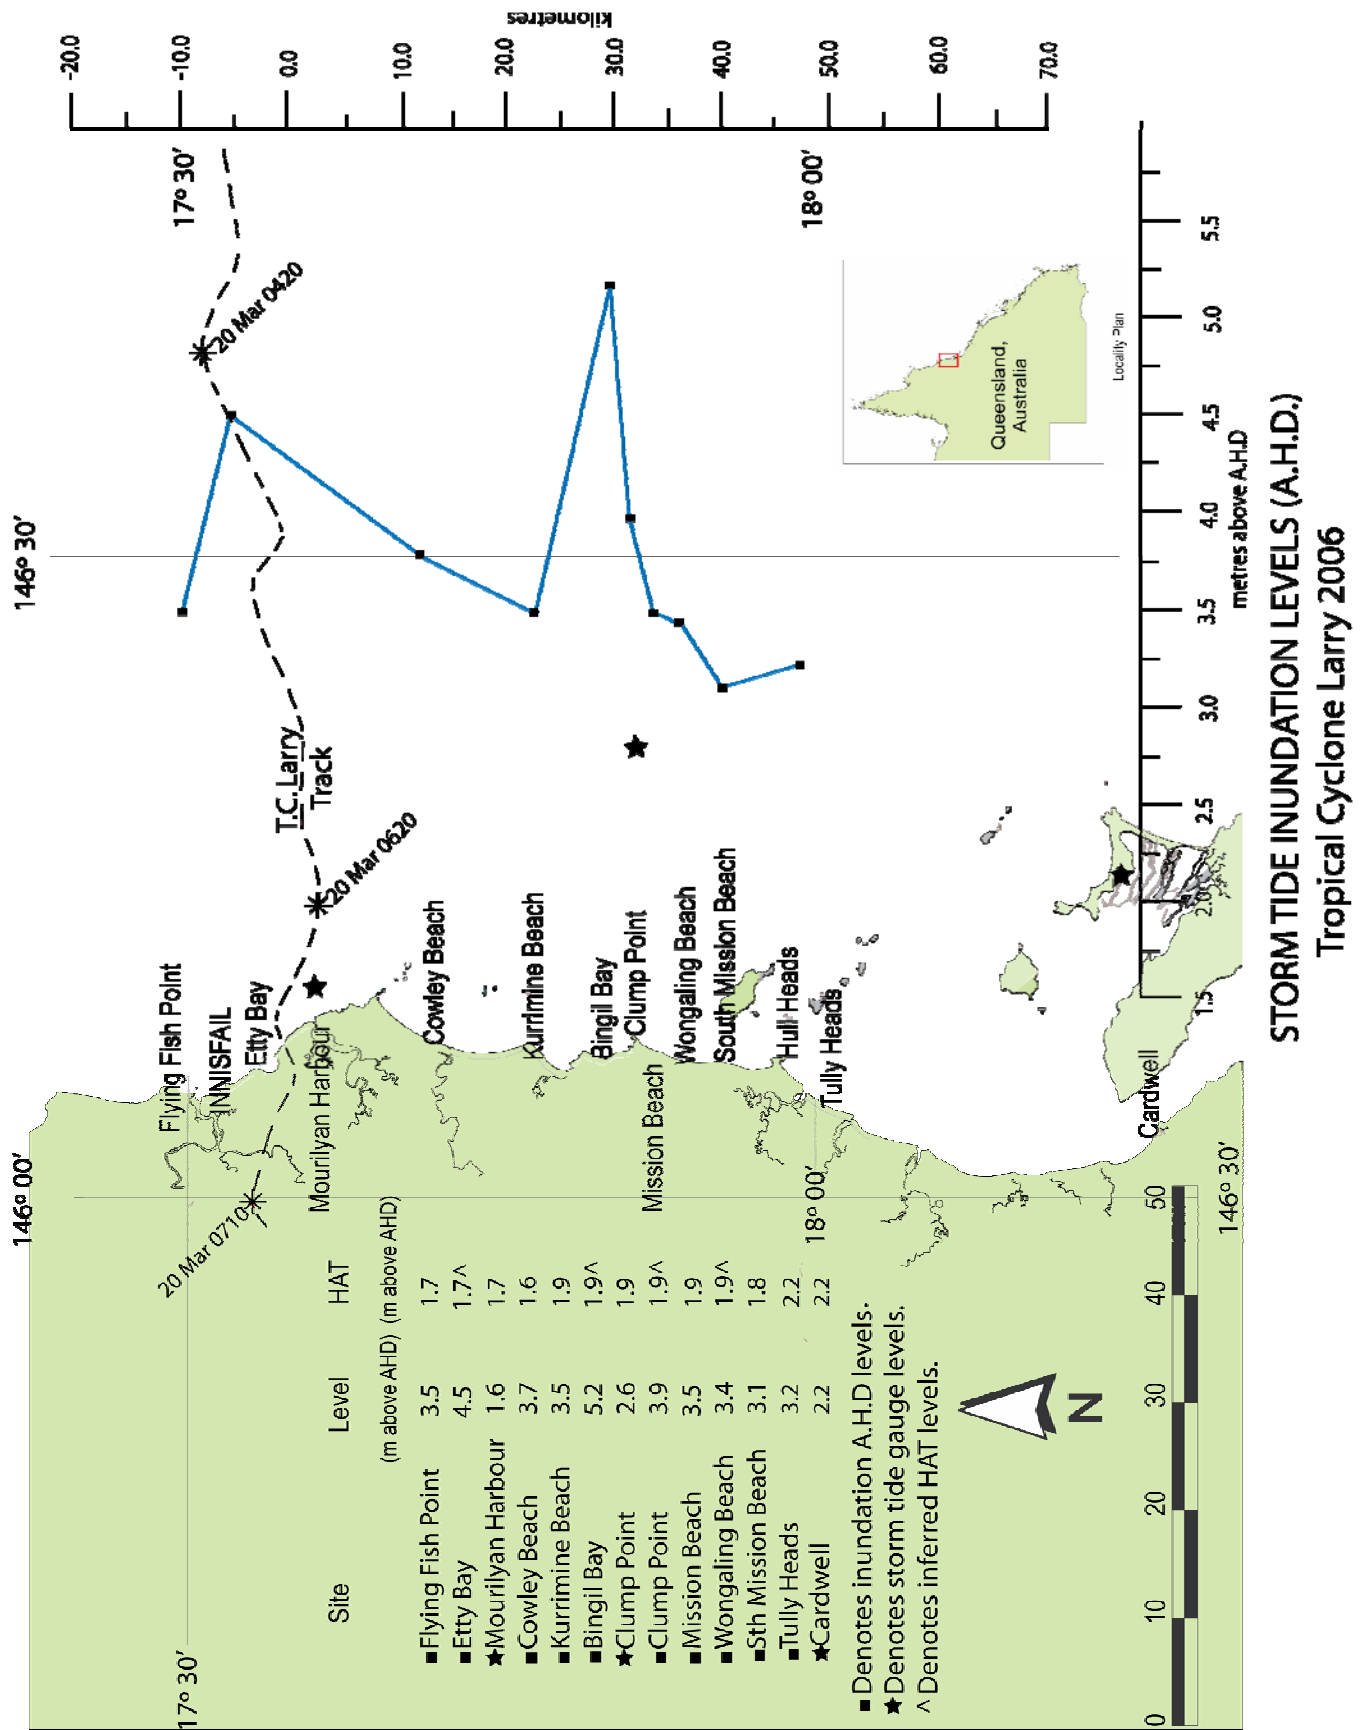 STORM TIDE INUNDATION LEVELS (A.H.D.)
Tropical Cyclone Larry 2006
146º 00'
146º 30'
17º 30'
17º 30'
18º 00'
18º 00'
146º 30'
kilometres
-20.0
-10.0
0.0
10.0
20.0
30.0
40.0
50.0
60.0
70.0
20 Mar 0710
20 Mar 0620
20 Mar 0420
T.C. Larry
Track
Flying Fish Point
INNISFAIL
Etty Bay
Mourilyan Harbour
Cowley Beach
Kurrimine Beach
Bingil Bay
Clump Point
Mission Beach
Wongaling Beach
South Mission Beach
Hull Heads
Tully Heads
Cardwell
Site Level HAT
(m above AHD) (m above AHD)
■ Flying Fish Point 3.5 1.7
■ Etty Bay 4.5 1.7^
★ Mourilyan Harbour 1.6 1.7
■ Cowley Beach 3.7 1.6
■ Kurrimine Beach 3.5 1.9
■ Bingil Bay 5.2 1.9^
★ Clump Point 2.6 1.9
■ Clump Point 3.9 1.9^
■ Mission Beach 3.5 1.9
■ Wongaling Beach 3.4 1.9^
■ Sth Mission Beach 3.1 1.8
■ Tully Heads 3.2 2.2
★ Cardwell 2.2 2.2
■ Denotes inundation A.H.D levels.
★ Denotes storm tide gauge levels.
^ Denotes inferred HAT levels.
N
0 10 20 30 40 50
1.5 2.0 2.5 3.0 3.5 4.0 4.5 5.0 5.5
metres above A.H.D
Queensland,
Australia
Locality Plan